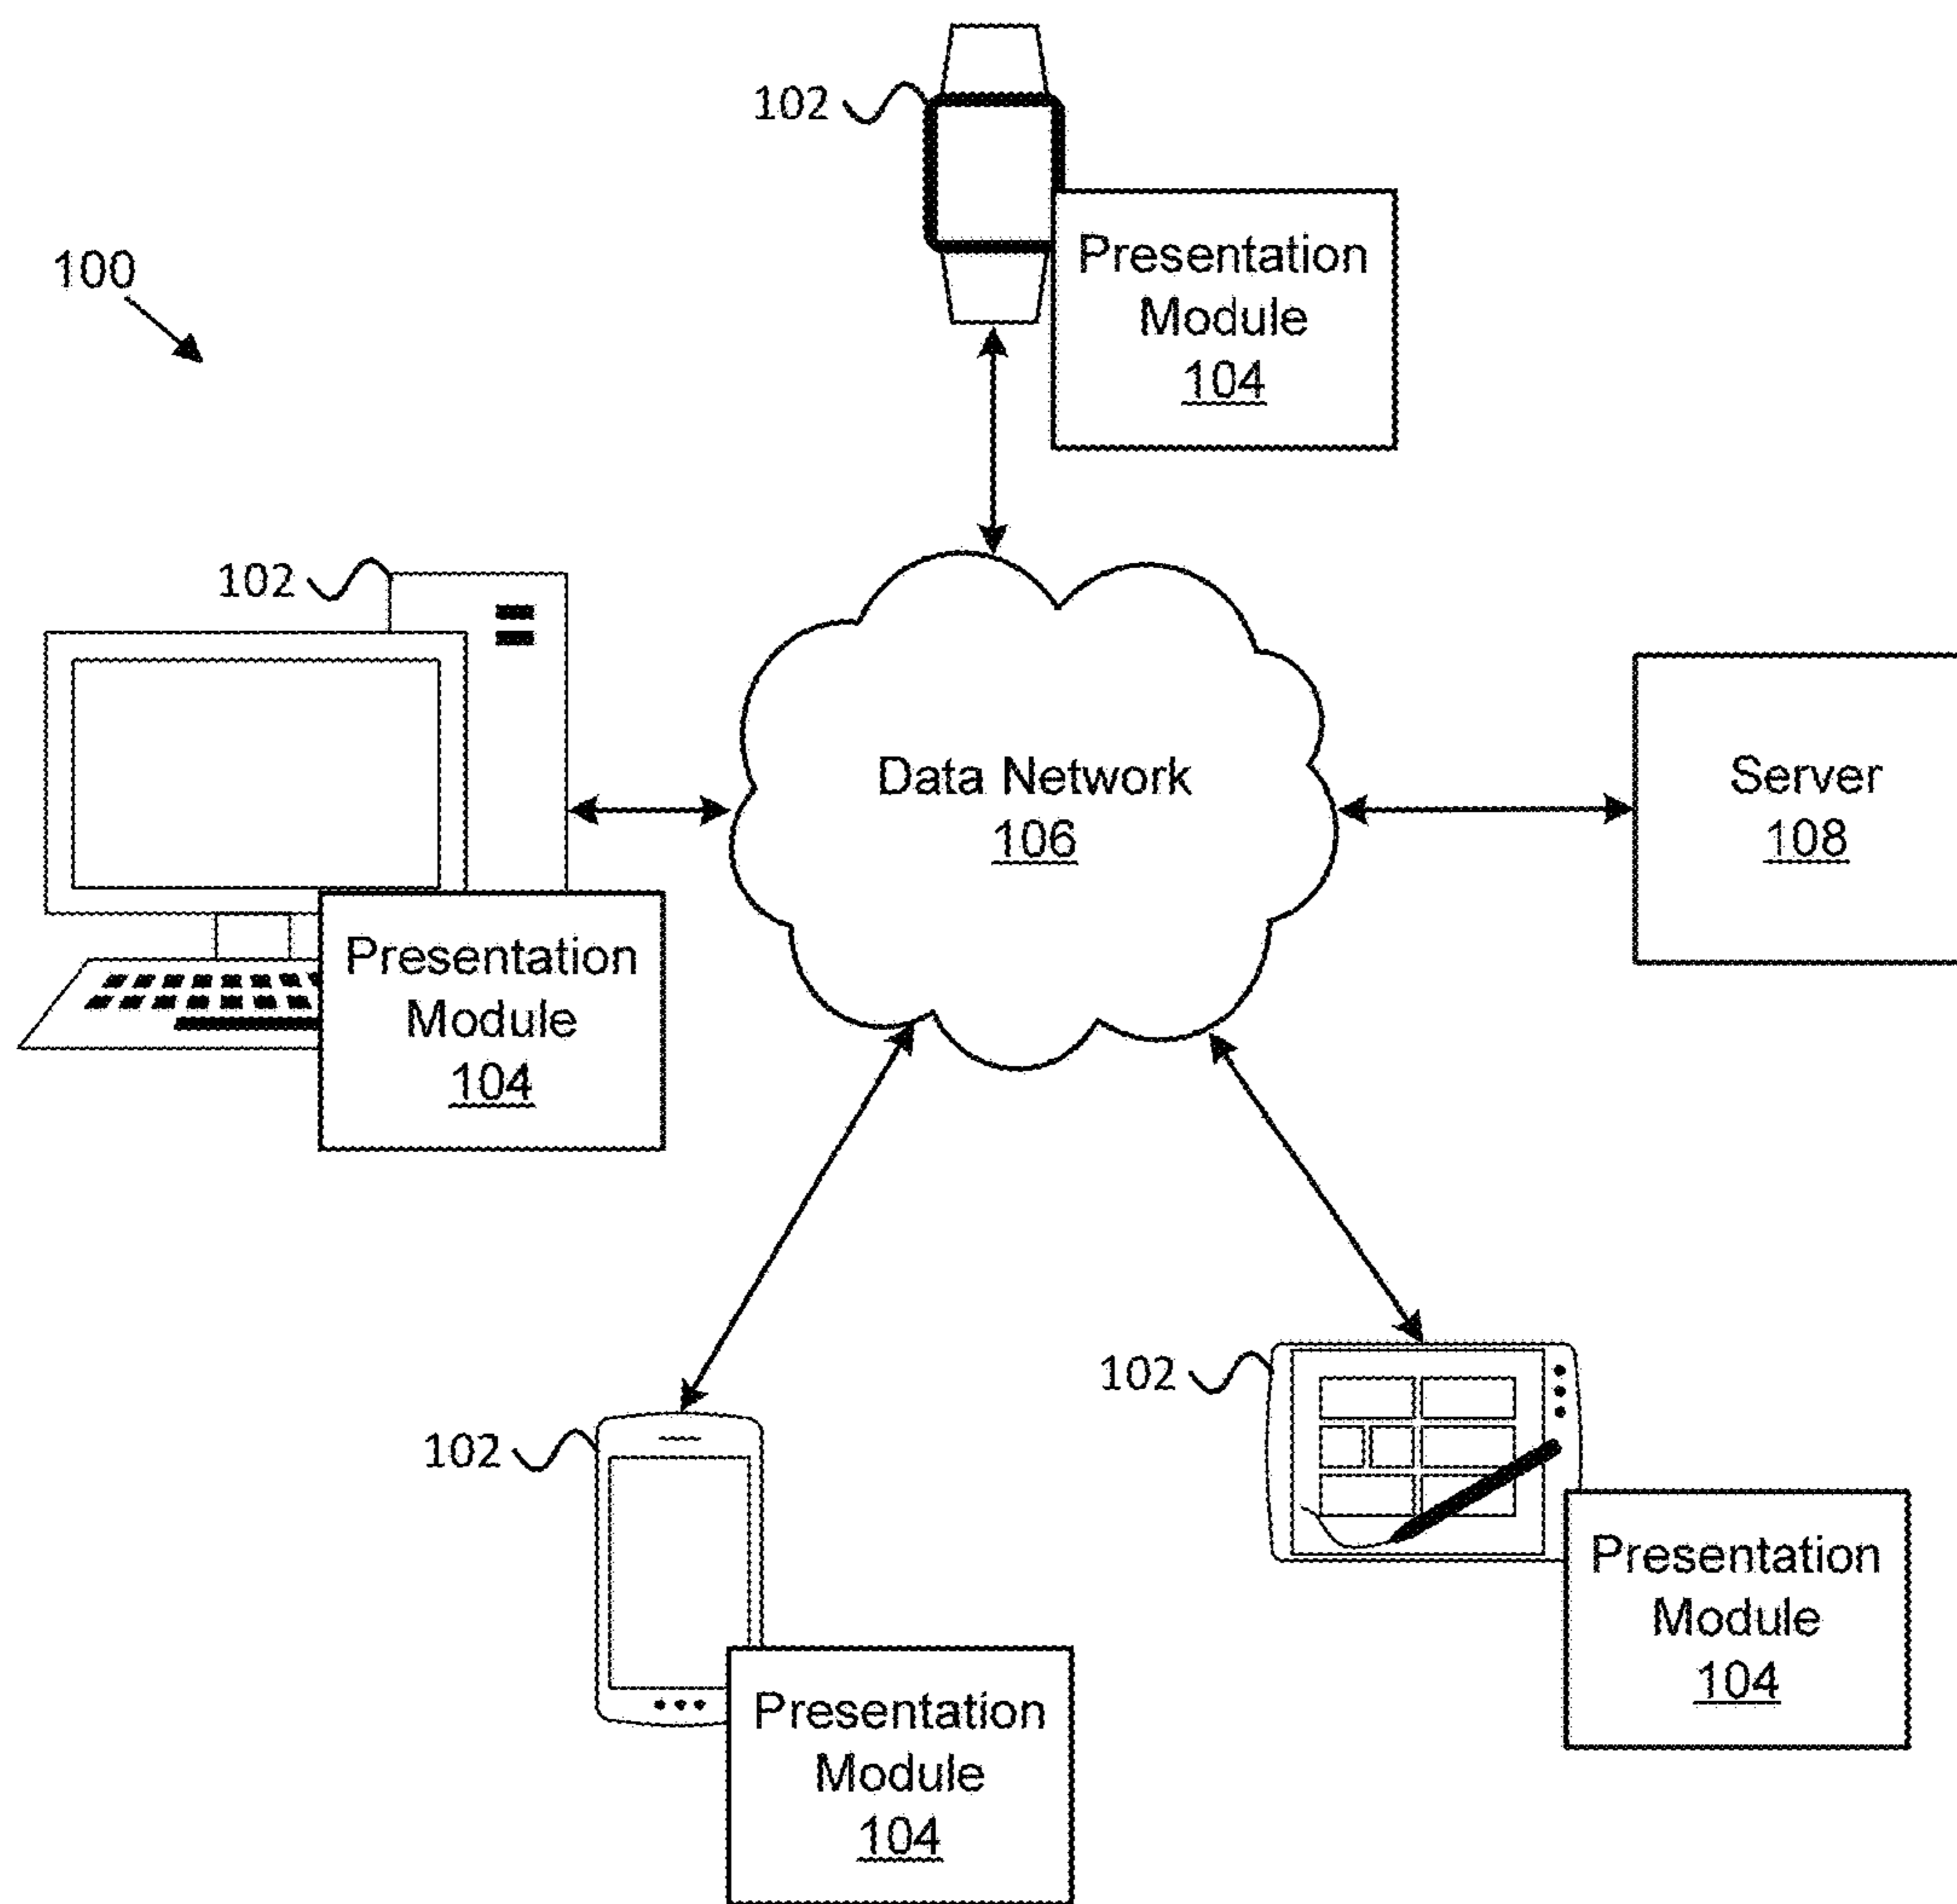 102
Presentation
Module
104
100
102
Presentation
Module
104
Data Network
106
Server
108
102
Presentation
Module
104
102
Presentation
Module
104